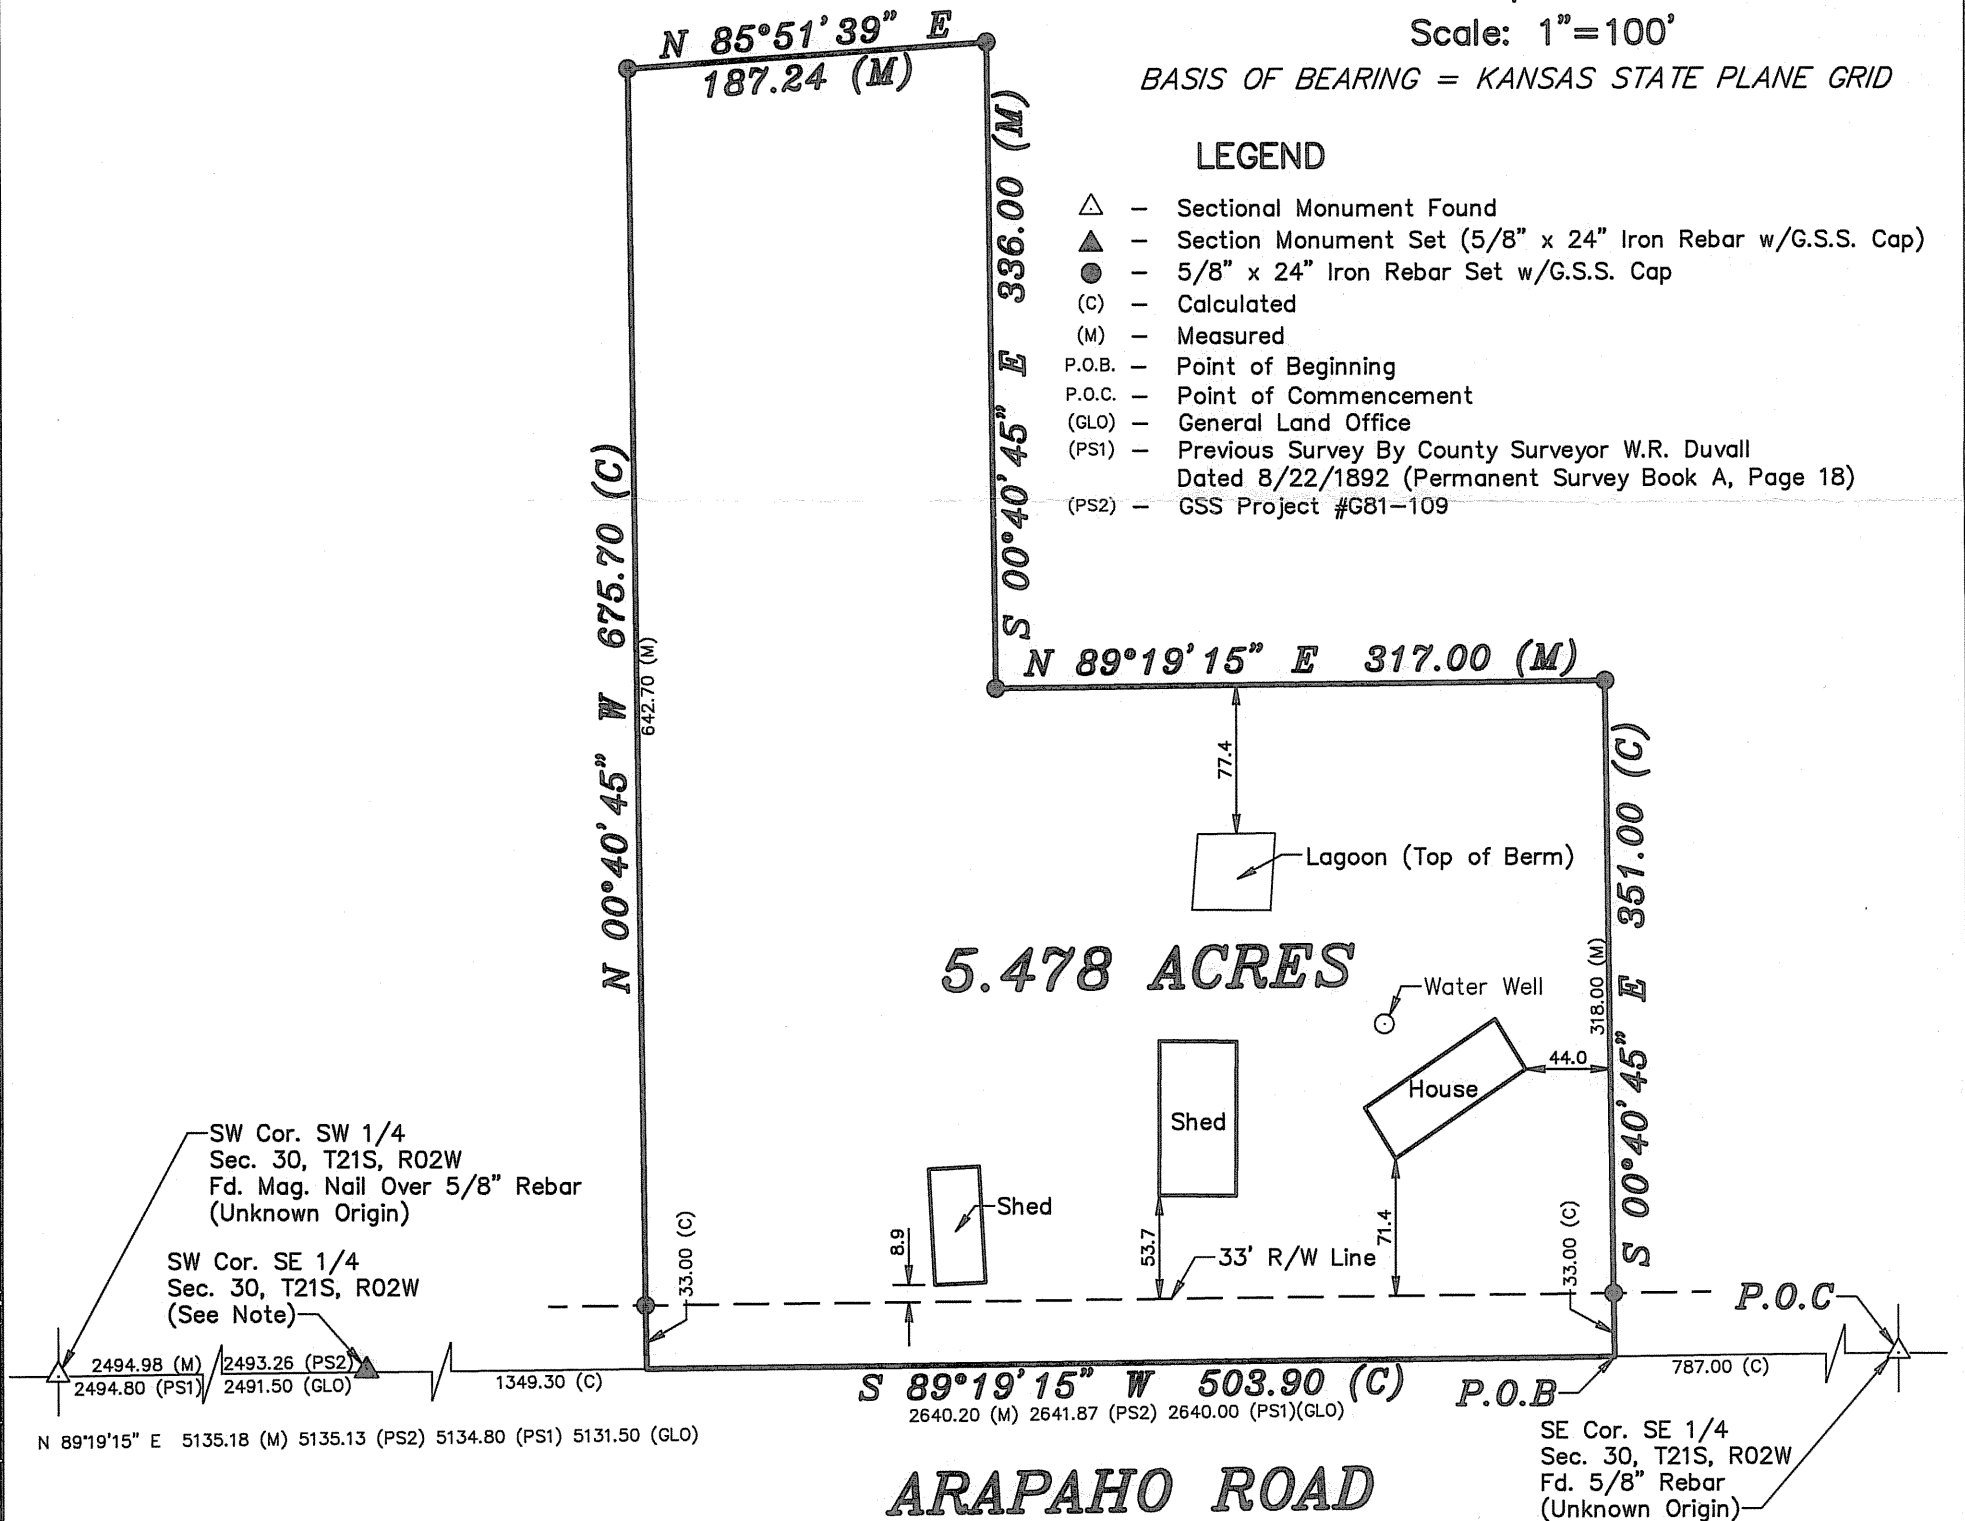 Scale: 1"=100'
BASIS OF BEARING = KANSAS STATE PLANE GRID
N 85°51'39" E
187.24 (M)
S 00°40'45" E 336.00 (M)
LEGEND
△ – Sectional Monument Found
▲ – Section Monument Set (5/8" x 24" Iron Rebar w/G.S.S. Cap)
● – 5/8" x 24" Iron Rebar Set w/G.S.S. Cap
(C) – Calculated
(M) – Measured
P.O.B. – Point of Beginning
P.O.C. – Point of Commencement
(GLO) – General Land Office
(PS1) – Previous Survey By County Surveyor W.R. Duvall
Dated 8/22/1892 (Permanent Survey Book A, Page 18)
(PS2) – GSS Project #G81-109
N 00°40'45" W 675.70 (C)
642.70 (M)
N 89°19'15" E 317.00 (M)
77.4
Lagoon (Top of Berm)
S 00°40'45" E 351.00 (C)
318.00 (M)
5.478 ACRES
Water Well
House
44.0
Shed
Shed
8.9
53.7
71.4
33' R/W Line
33.00 (C)
33.00 (C)
SW Cor. SW 1/4
Sec. 30, T21S, R02W
Fd. Mag. Nail Over 5/8" Rebar
(Unknown Origin)
SW Cor. SE 1/4
Sec. 30, T21S, R02W
(See Note)
P.O.C
2494.98 (M)
2494.80 (PS1)
2493.26 (PS2)
2491.50 (GLO)
1349.30 (C)
S 89°19'15" W 503.90 (C)
2640.20 (M) 2641.87 (PS2) 2640.00 (PS1)(GLO)
P.O.B
787.00 (C)
N 89°19'15" E 5135.18 (M) 5135.13 (PS2) 5134.80 (PS1) 5131.50 (GLO)
SE Cor. SE 1/4
Sec. 30, T21S, R02W
Fd. 5/8" Rebar
(Unknown Origin)
ARAPAHO ROAD